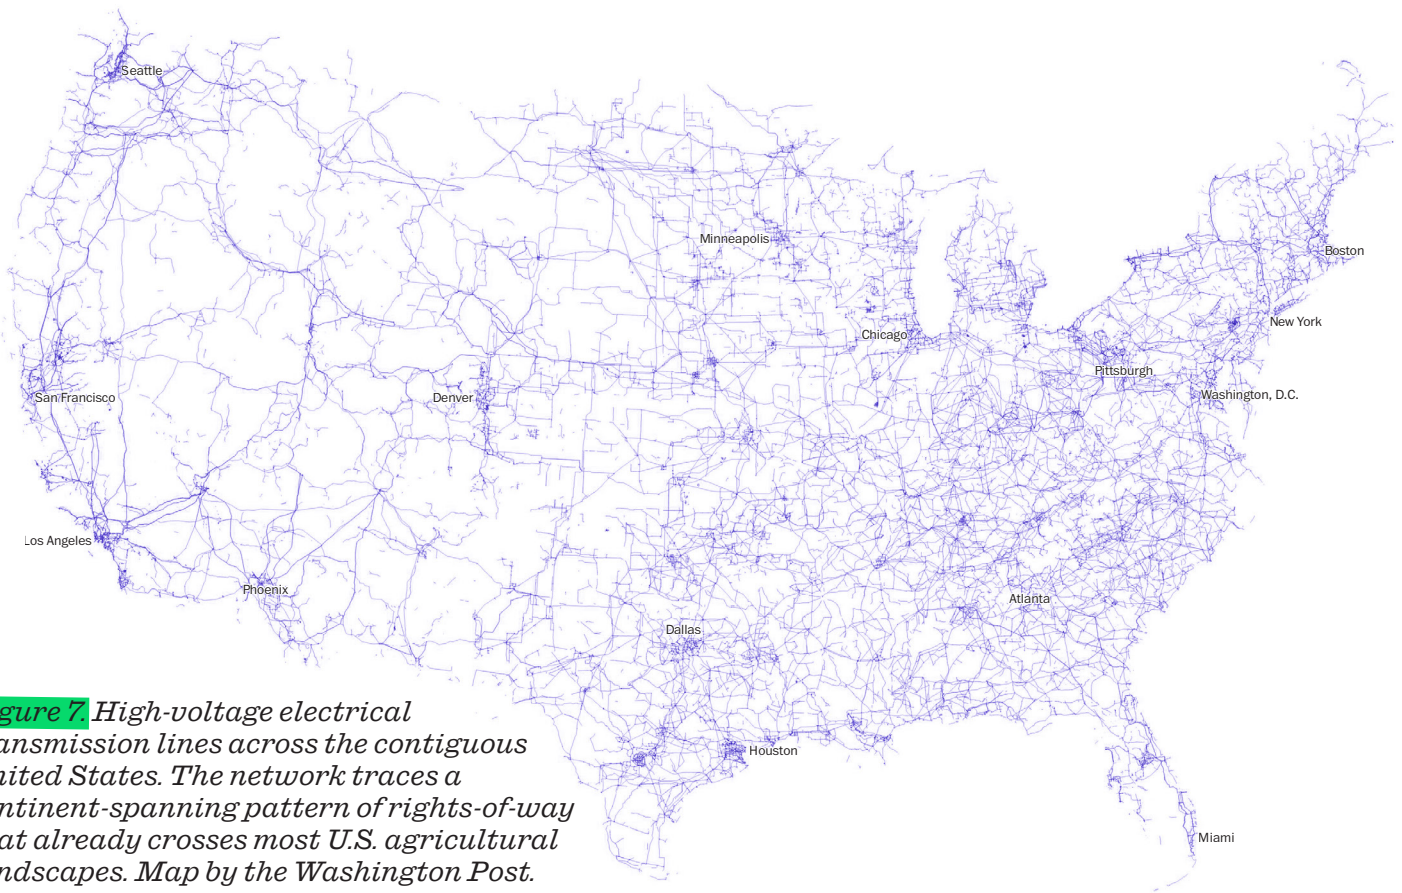 Seattle
Minneapolis
Boston
New York
Chicago
Pittsburgh
San Francisco
Denver
Washington, D.C.
Los Angeles
Phoenix
Atlanta
Dallas
gure 7. High-voltage electrical
ansmission lines across the contiguous
nited States. The network traces a
ntinent-spanning pattern of rights-of-way
at already crosses most U.S. agricultural
ndscapes. Map by the Washington Post.
Houston
Miami